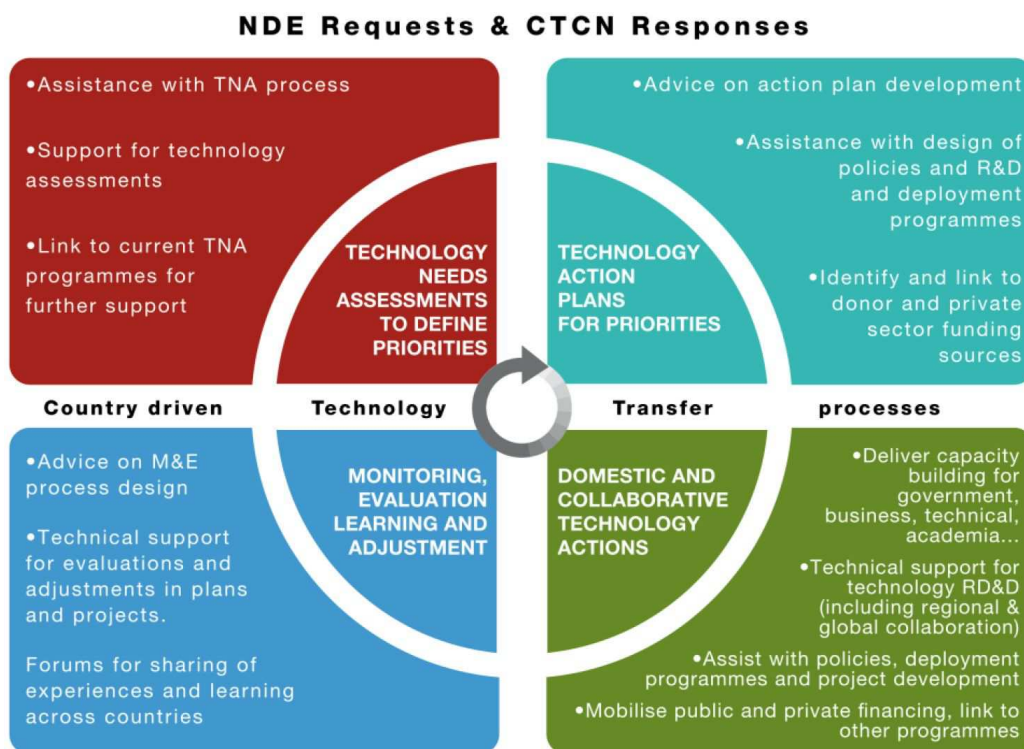 NDE Requests & CTCN Responses
•Assistance with TNA process
•Support for technology
assessments
•Link to current TNA
programmes for
further support
TECHNOLOGY
NEEDS
ASSESSMENTS
TO DEFINE
PRIORITIES
•Advice on action plan development
•Assistance with design of
policies and R&D
and deployment
programmes
•Identify and link to
donor and private
sector funding
sources
TECHNOLOGY
ACTION
PLANS
FOR PRIORITIES
Country driven Technology Transfer processes
•Advice on M&E
process design
•Technical support
for evaluations and
adjustments in plans
and projects.
Forums for sharing of
experiences and learning
across countries
MONITORING,
EVALUATION
LEARNING AND
ADJUSTMENT
DOMESTIC AND
COLLABORATIVE
TECHNOLOGY
ACTIONS
•Deliver capacity
building for
government,
business, technical,
academia...
•Technical support for
technology RD&D
(including regional &
global collaboration)
•Assist with policies, deployment
programmes and project development
•Mobilise public and private financing, link to
other programmes